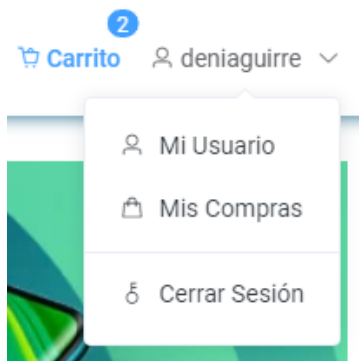 2
Carrito deniaguirre
Mi Usuario
Mis Compras
Cerrar Sesión